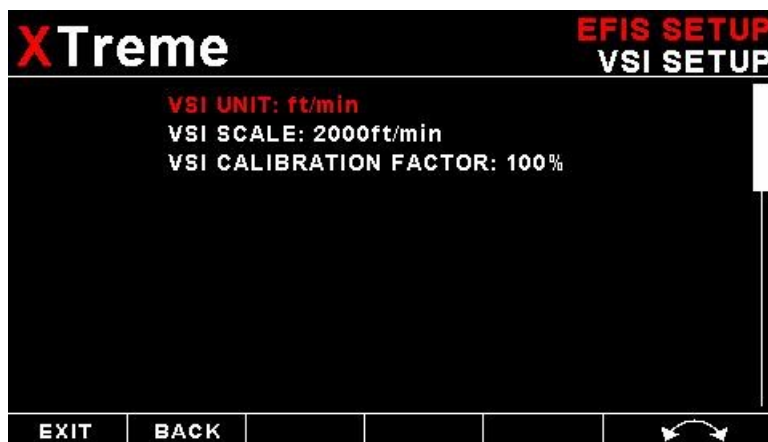 XTreme
EFIS SETUP
VSI SETUP
VSI UNIT: ft/min
VSI SCALE: 2000ft/min
VSI CALIBRATION FACTOR: 100%
EXIT BACK